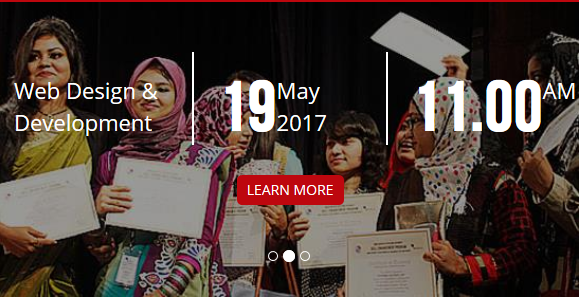 Web Design &
Development
19 May
2017
11.00 AM
LEARN MORE